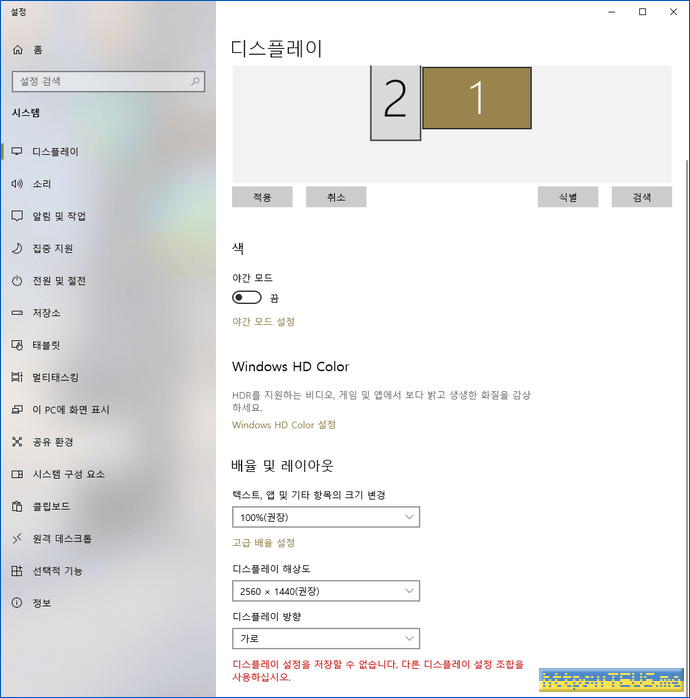 설정
홈
설정 검색
시스템
디스플레이
소리
알림 및 작업
집중 지원
전원 및 절전
저장소
태블릿
멀티태스킹
이 PC에 화면 표시
공유 환경
시스템 구성 요소
클립보드
원격 데스크톱
선택적 기능
정보
디스플레이
2 1
적용 취소 식별 검색
색
야간 모드
끔
야간 모드 설정
Windows HD Color
HDR를 지원하는 비디오, 게임 및 앱에서 보다 밝고 생생한 화질을 감상
하세요.
Windows HD Color 설정
배율 및 레이아웃
텍스트, 앱 및 기타 항목의 크기 변경
100%(권장)
고급 배율 설정
디스플레이 해상도
2560 × 1440(권장)
디스플레이 방향
가로
디스플레이 설정을 저장할 수 없습니다. 다른 디스플레이 설정 조합을
사용하십시오.